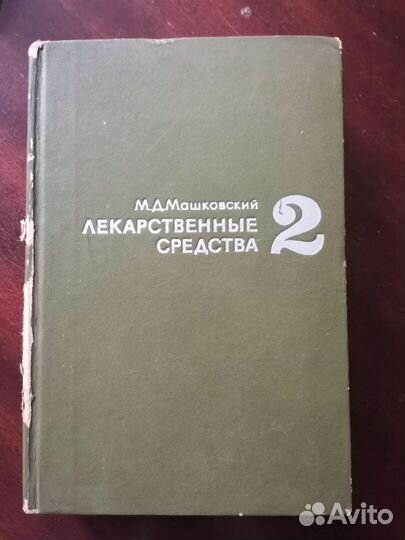 М.Д.Машковский
ЛЕКАРСТВЕННЫЕ
СРЕДСТВА
2
Avito